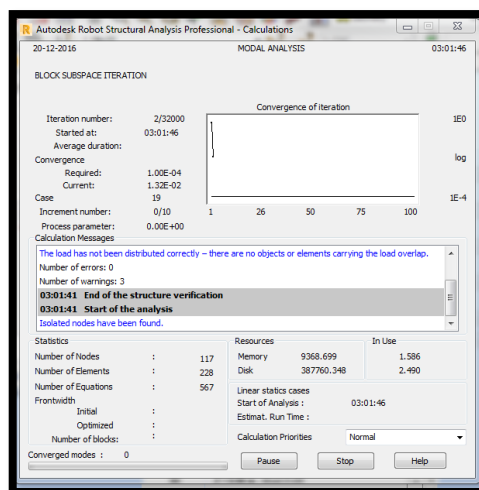 Autodesk Robot Structural Analysis Professional - Calculations
20-12-2016 MODAL ANALYSIS 03:01:46
BLOCK SUBSPACE ITERATION
Convergence of iteration
Iteration number: 2/32000 1E0
Started at: 03:01:46
Average duration:
Convergence log
Required: 1.00E-04
Current: 1.32E-02
Case 19 1E-4
Increment number: 0/10 1 26 50 75 100
Process parameter: 0.00E+00
Calculation Messages
The load has not been distributed correctly – there are no objects or elements carrying the load overlap.
Number of errors: 0
Number of warnings: 3
03:01:41 End of the structure verification
03:01:41 Start of the analysis
Isolated nodes have been found.
Statistics Resources In Use
Number of Nodes : 117 Memory 9368.699 1.586
Number of Elements : 228 Disk 387760.348 2.490
Number of Equations : 567 Linear statics cases
Frontwidth Start of Analysis : 03:01:46
Initial : Estimat. Run Time :
Optimized :
Number of blocks: : Calculation Priorities Normal
Converged modes : 0
Pause Stop Help